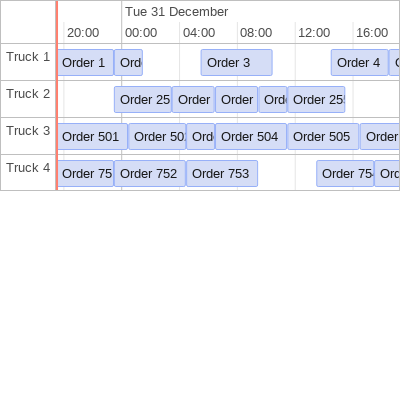 Tue 31 December
20:00 00:00 04:00 08:00 12:00 16:00
Truck 1 Order 1 Ord Order 3 Order 4
Truck 2 Order 25 Order Order Ord Order 25
Truck 3 Order 501 Order 50 Ord Order 504 Order 505 Order
Truck 4 Order 75 Order 752 Order 753 Order 75 Ord